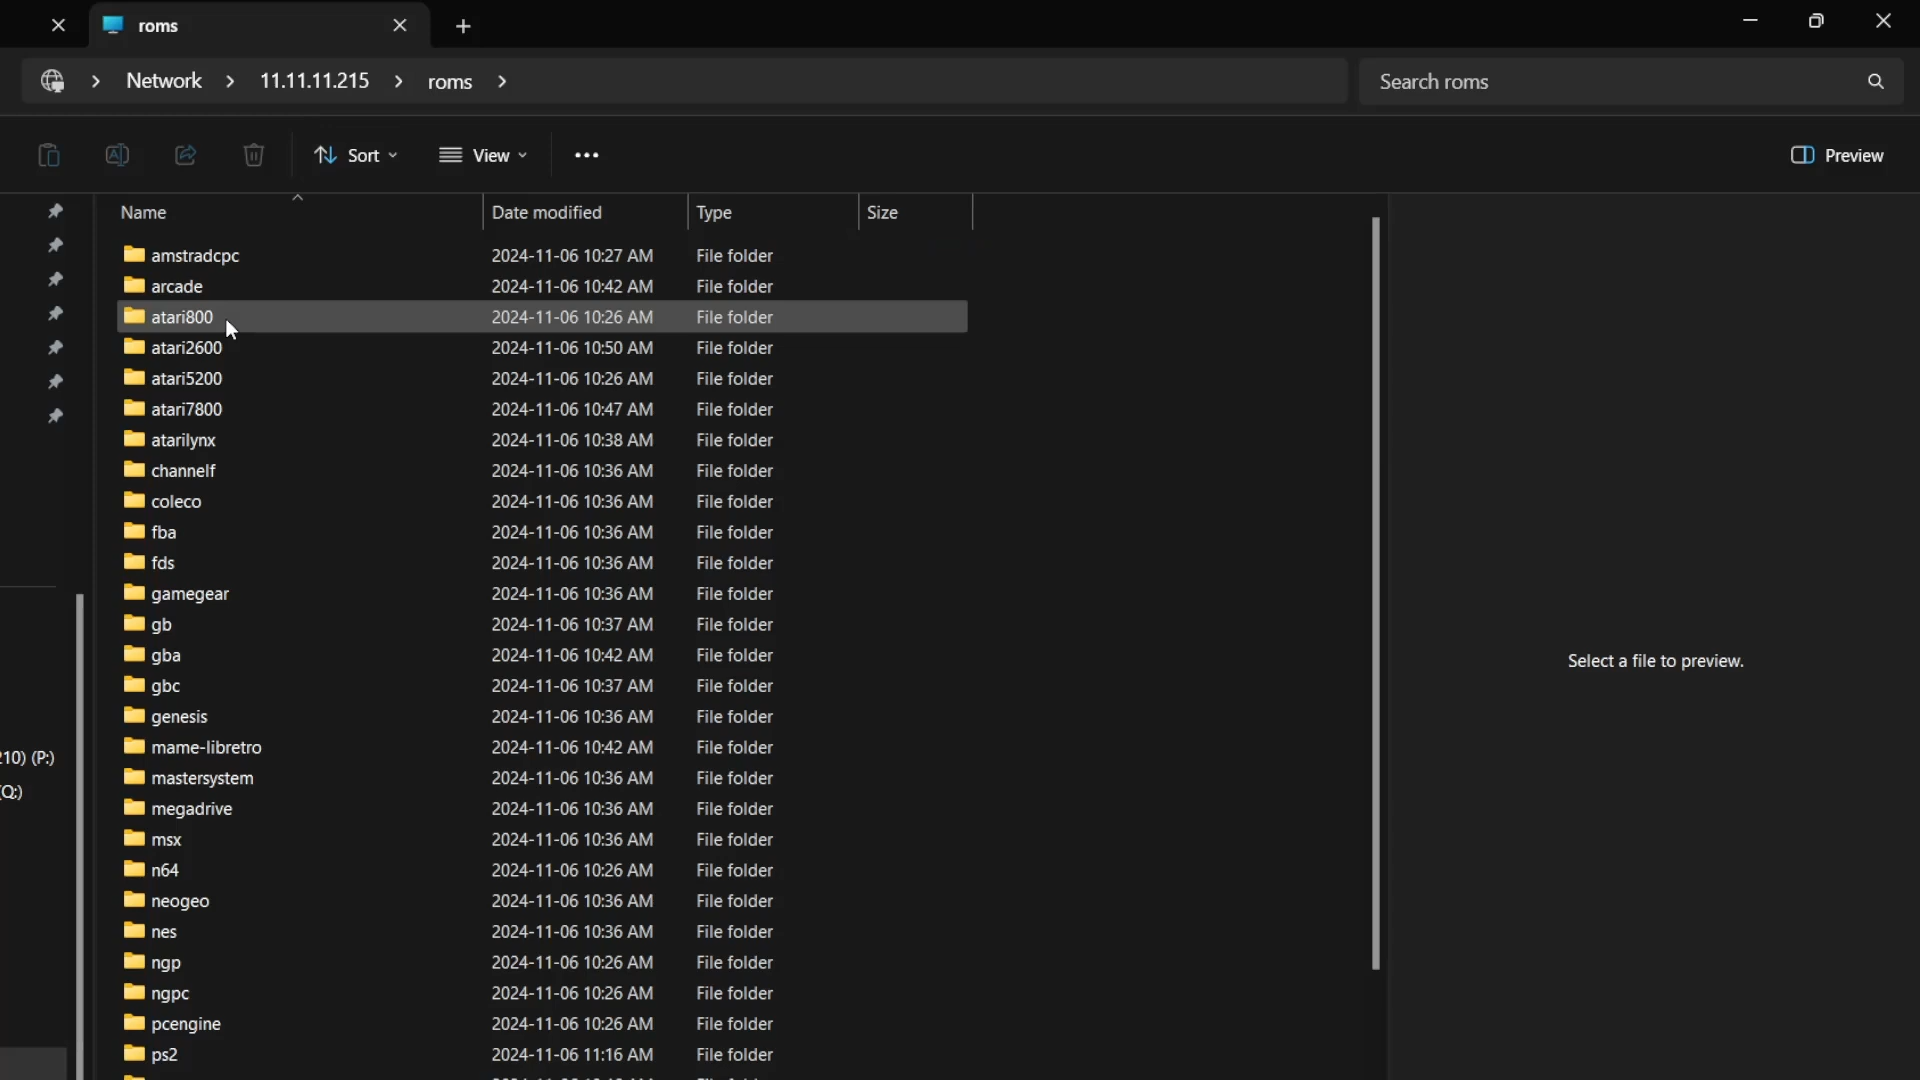 roms
Network 11.11.11.215 roms
Search roms
Sort View Preview
Name Date modified Type Size
amstradcpc 2024-11-06 10:27 AM File folder
arcade 2024-11-06 10:42 AM File folder
atari800 2024-11-06 10:26 AM File folder
atari2600 2024-11-06 10:50 AM File folder
atari5200 2024-11-06 10:26 AM File folder
atari7800 2024-11-06 10:47 AM File folder
atarilynx 2024-11-06 10:38 AM File folder
channelf 2024-11-06 10:36 AM File folder
coleco 2024-11-06 10:36 AM File folder
fba 2024-11-06 10:36 AM File folder
fds 2024-11-06 10:36 AM File folder
gamegear 2024-11-06 10:36 AM File folder
gb 2024-11-06 10:37 AM File folder
gba 2024-11-06 10:42 AM File folder
gbc 2024-11-06 10:37 AM File folder
genesis 2024-11-06 10:36 AM File folder
mame-libretro 2024-11-06 10:42 AM File folder
mastersystem 2024-11-06 10:36 AM File folder
megadrive 2024-11-06 10:36 AM File folder
msx 2024-11-06 10:36 AM File folder
n64 2024-11-06 10:26 AM File folder
neogeo 2024-11-06 10:36 AM File folder
nes 2024-11-06 10:36 AM File folder
ngp 2024-11-06 10:26 AM File folder
ngpc 2024-11-06 10:26 AM File folder
pcengine 2024-11-06 10:26 AM File folder
ps2 2024-11-06 11:16 AM File folder
10) (P:)
(Q:)
Select a file to preview.